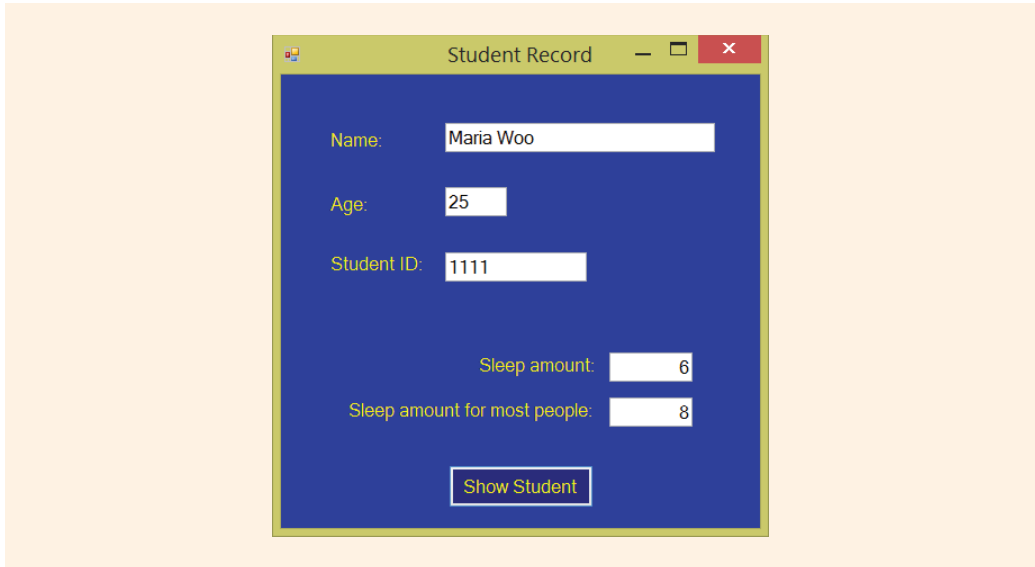 Student Record
Name: Maria Woo
Age: 25
Student ID: 1111
Sleep amount: 6
Sleep amount for most people: 8
Show Student